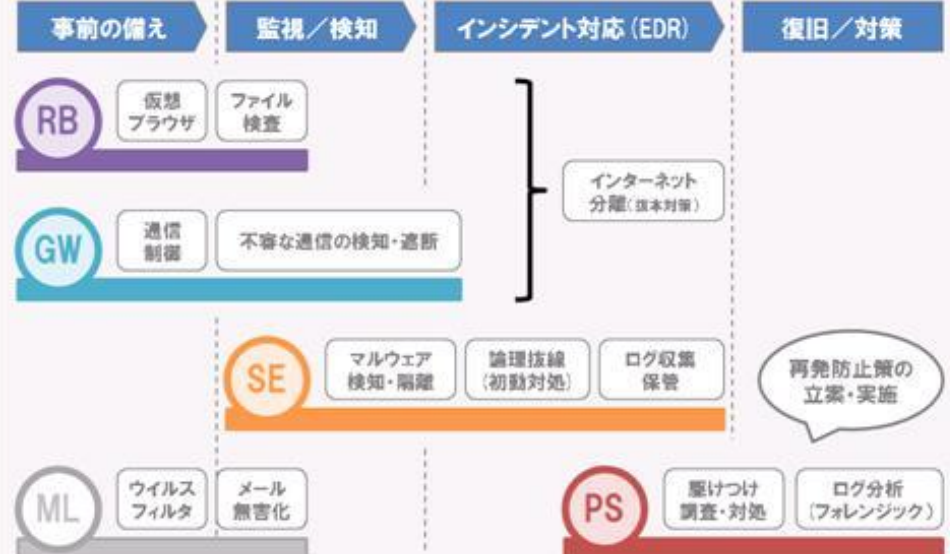 事前の備え
監視／検知
インシデント対応（EDR）
復旧／対策
RB
仮想
ブラウザ
ファイル
検査
インターネット
分離（抜本対策）
GW
通信
制御
不審な通信の検知・遮断
SE
マルウェア
検知・隔離
論理抜線
（初動対処）
ログ収集
保管
再発防止策の
立案・実施
ML
ウイルス
フィルタ
メール
無害化
PS
駆けつけ
調査・対処
ログ分析
（フォレンジック）